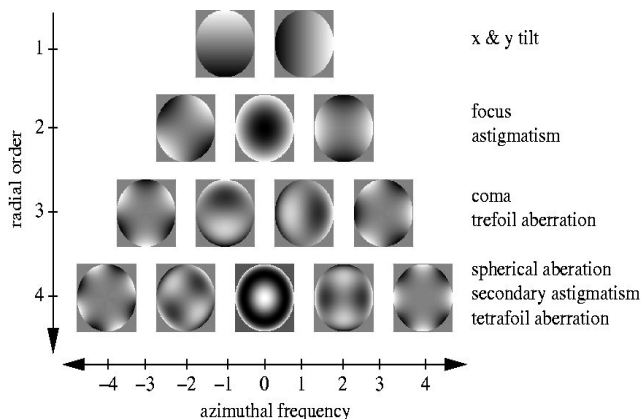 1
x & y tilt
2
focus
astigmatism
radial order
3
coma
trefoil aberration
4
spherical aberation
secondary astigmatism
tetrafoil aberration
−4 −3 −2 −1 0 1 2 3 4
azimuthal frequency